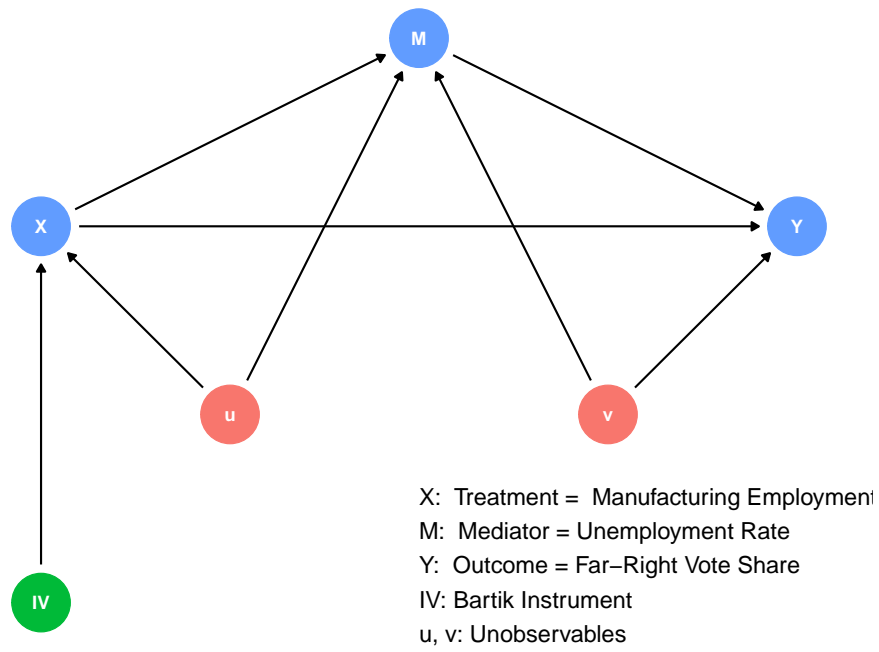 M
X
Y
u
v
X:  Treatment =  Manufacturing Employment
M:  Mediator = Unemployment Rate
Y:  Outcome = Far−Right Vote Share
IV
IV: Bartik Instrument
u, v: Unobservables